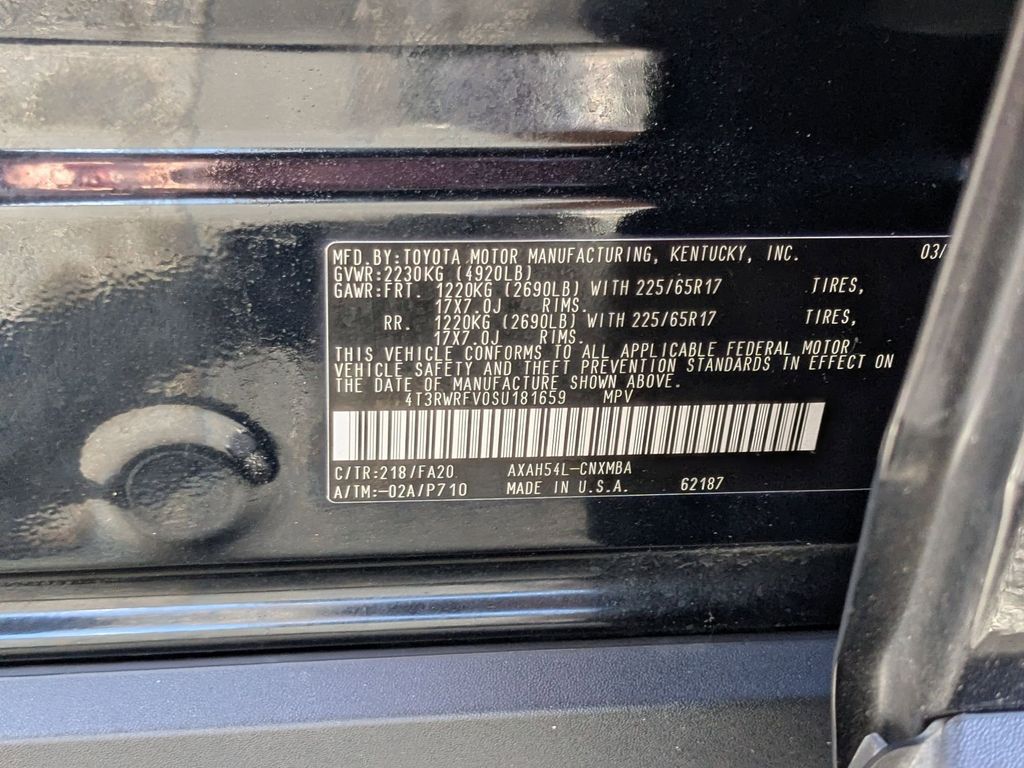 MFD.BY:TOYOTA MOTOR MANUFACTURING, KENTUCKY, INC. 03/
GVWR:2230KG (4920LB)
GAWR:FRT. 1220KG (2690LB) WITH 225/65R17 TIRES,
17X7.0J RIMS.
RR. 1220KG (2690LB) WITH 225/65R17 TIRES,
17X7.0J RIMS.
THIS VEHICLE CONFORMS TO ALL APPLICABLE FEDERAL MOTOR
VEHICLE SAFETY AND THEFT PREVENTION STANDARDS IN EFFECT ON
THE DATE OF MANUFACTURE SHOWN ABOVE.
4T3RWRFV0SU181659 MPV
C/TR:218/FA20 AXAH54L-CNXMBA
A/TM:-02A/P710 MADE IN U.S.A. 62187